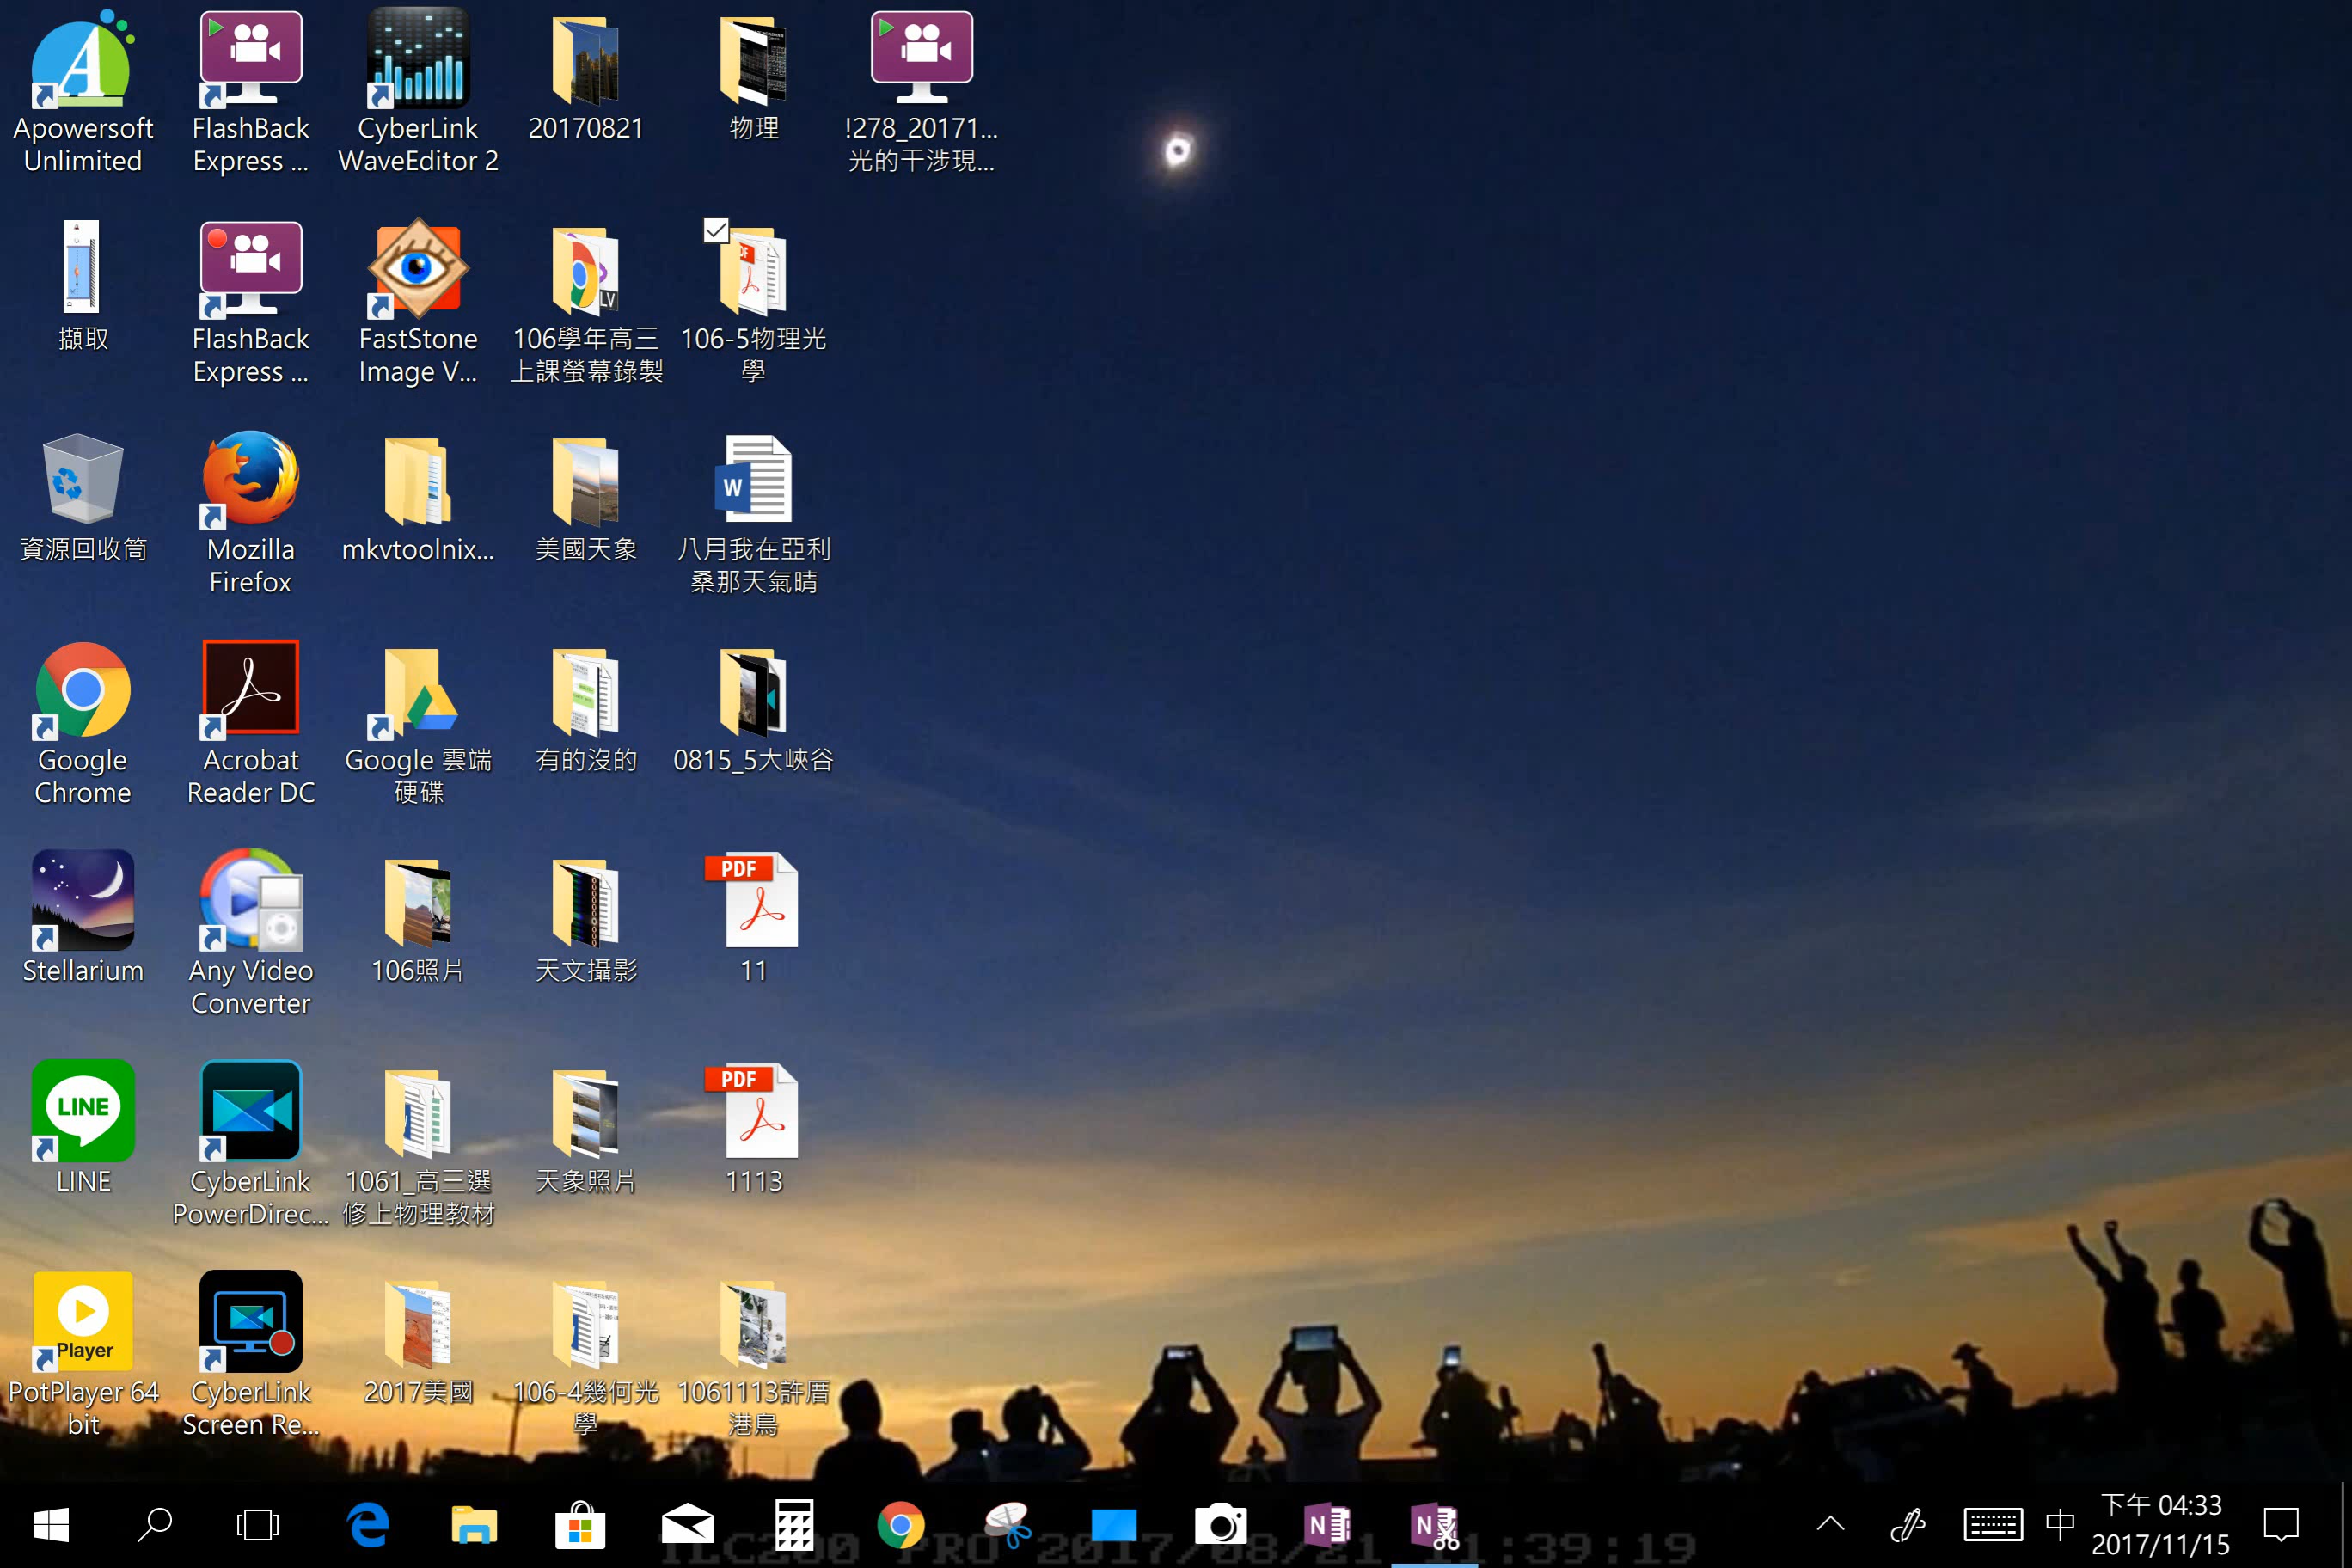 Apowersoft
Unlimited
FlashBack
Express ...
CyberLink
WaveEditor 2
20170821
物理
!278_20171...
光的干涉現...
擷取
FlashBack
Express ...
FastStone
Image V...
106學年高三
上課螢幕錄製
106-5物理光
學
資源回收筒
Mozilla
Firefox
mkvtoolnix...
美國天象
八月我在亞利
桑那天氣晴
Google
Chrome
Acrobat
Reader DC
Google 雲端
硬碟
有的沒的
0815_5大峽谷
Stellarium
Any Video
Converter
106照片
天文攝影
PDF
11
LINE
LINE
CyberLink
PowerDirec...
1061_高三選
修上物理教材
天象照片
PDF
1113
Player
PotPlayer 64
bit
CyberLink
Screen Re...
2017美國
106-4幾何光
學
1061113許厝
港鳥
中
下午 04:33
2017/11/15
PRO 2017/08/21 11:39:19